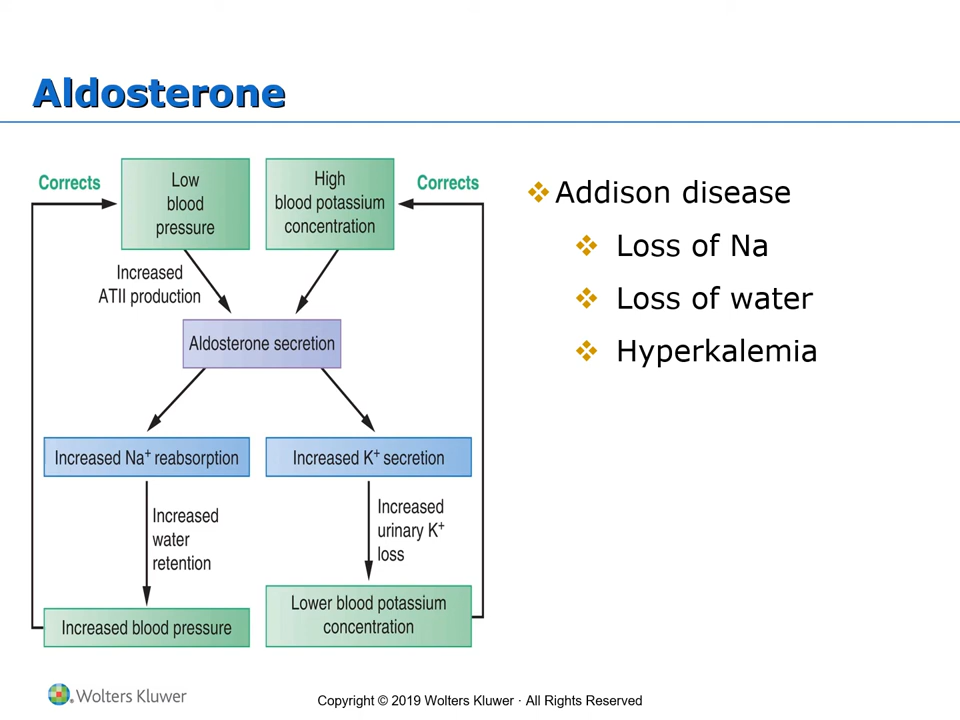 Aldosterone
Corrects
Low
blood
pressure
High
blood potassium
concentration
Corrects
Increased
ATII production
Aldosterone secretion
Increased Na⁺ reabsorption
Increased K⁺ secretion
Increased
water
retention
Increased
urinary K⁺
loss
Increased blood pressure
Lower blood potassium
concentration
❖ Addison disease
❖ Loss of Na
❖ Loss of water
❖ Hyperkalemia
Wolters Kluwer
Copyright © 2019 Wolters Kluwer · All Rights Reserved